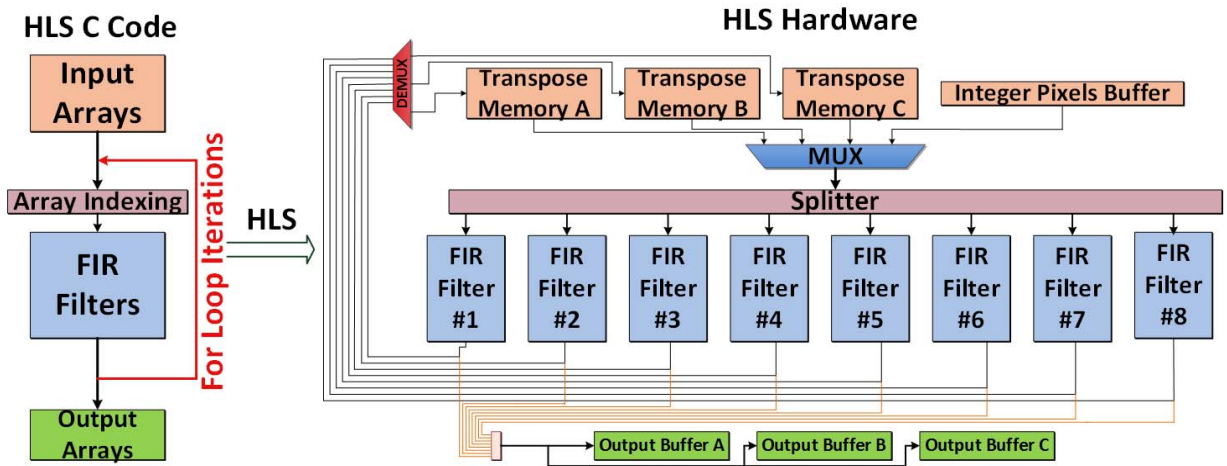 HLS C Code
Input
Arrays
Array Indexing
FIR
Filters
Output
Arrays
For Loop Iterations
HLS
HLS Hardware
DEMUX
Transpose
Memory A
Transpose
Memory B
Transpose
Memory C
Integer Pixels Buffer
MUX
Splitter
FIR
Filter
#1
FIR
Filter
#2
FIR
Filter
#3
FIR
Filter
#4
FIR
Filter
#5
FIR
Filter
#6
FIR
Filter
#7
FIR
Filter
#8
Output Buffer A
Output Buffer B
Output Buffer C